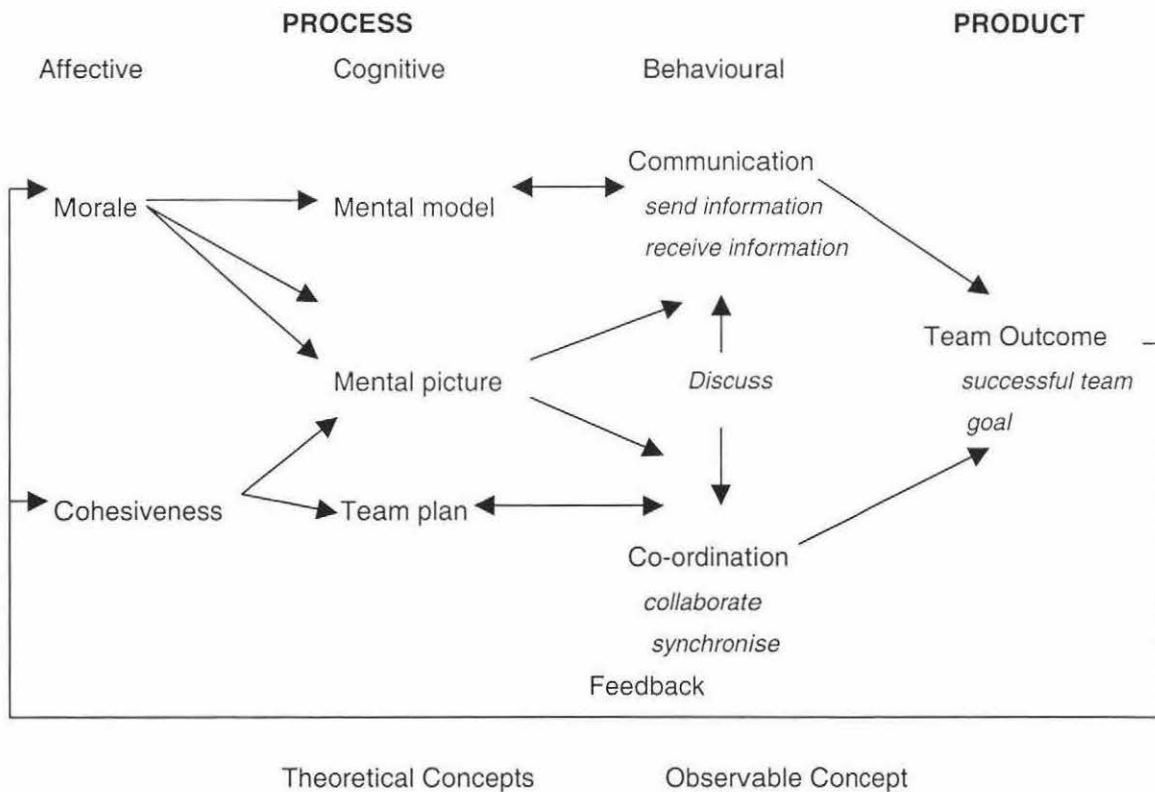 PROCESS
PRODUCT
Affective
Cognitive
Behavioural
Communication
Morale
Mental model
send information
receive information
Team Outcome
Mental picture
Discuss
successful team
goal
Cohesiveness
Team plan
Co-ordination
collaborate
synchronise
Feedback
Theoretical Concepts
Observable Concept